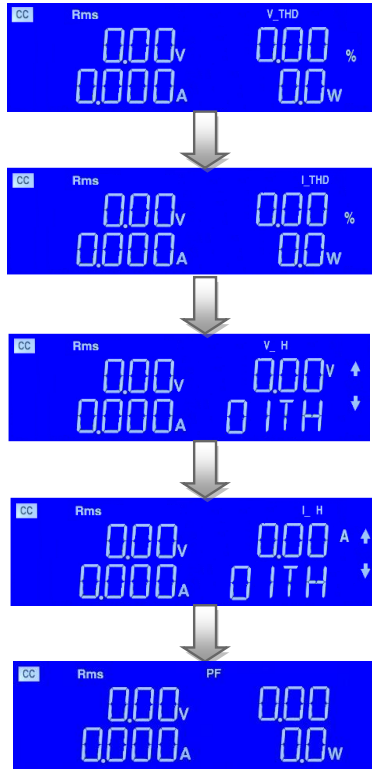 CC Rms V_THD
0.00V 0.00 %
0.000A 0.0W
CC Rms I_THD
0.00V 0.00 %
0.000A 0.0W
CC Rms V_ H
0.00V 0.00V
0.000A 01TH
CC Rms I_ H
0.00V 0.00 A
0.000A 01TH
CC Rms PF
0.00V 0.00
0.000A 0.0W